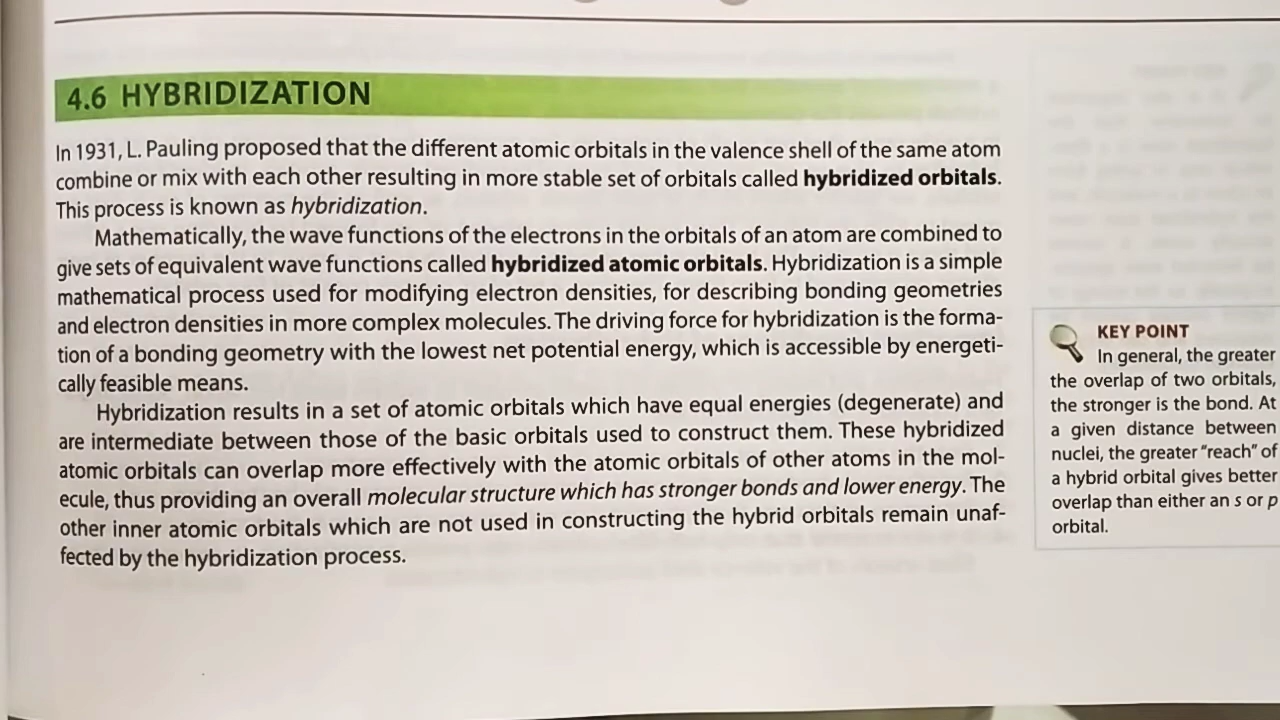 4.6 HYBRIDIZATION
In 1931, L. Pauling proposed that the different atomic orbitals in the valence shell of the same atom
combine or mix with each other resulting in more stable set of orbitals called hybridized orbitals.
This process is known as hybridization.
Mathematically, the wave functions of the electrons in the orbitals of an atom are combined to
give sets of equivalent wave functions called hybridized atomic orbitals. Hybridization is a simple
mathematical process used for modifying electron densities, for describing bonding geometries
and electron densities in more complex molecules. The driving force for hybridization is the forma-
tion of a bonding geometry with the lowest net potential energy, which is accessible by energeti-
cally feasible means.
Hybridization results in a set of atomic orbitals which have equal energies (degenerate) and
are intermediate between those of the basic orbitals used to construct them. These hybridized
atomic orbitals can overlap more effectively with the atomic orbitals of other atoms in the mol-
ecule, thus providing an overall molecular structure which has stronger bonds and lower energy. The
other inner atomic orbitals which are not used in constructing the hybrid orbitals remain unaf-
fected by the hybridization process.
KEY POINT
In general, the greater
the overlap of two orbitals,
the stronger is the bond. At
a given distance between
nuclei, the greater “reach” of
a hybrid orbital gives better
overlap than either an s or p
orbital.